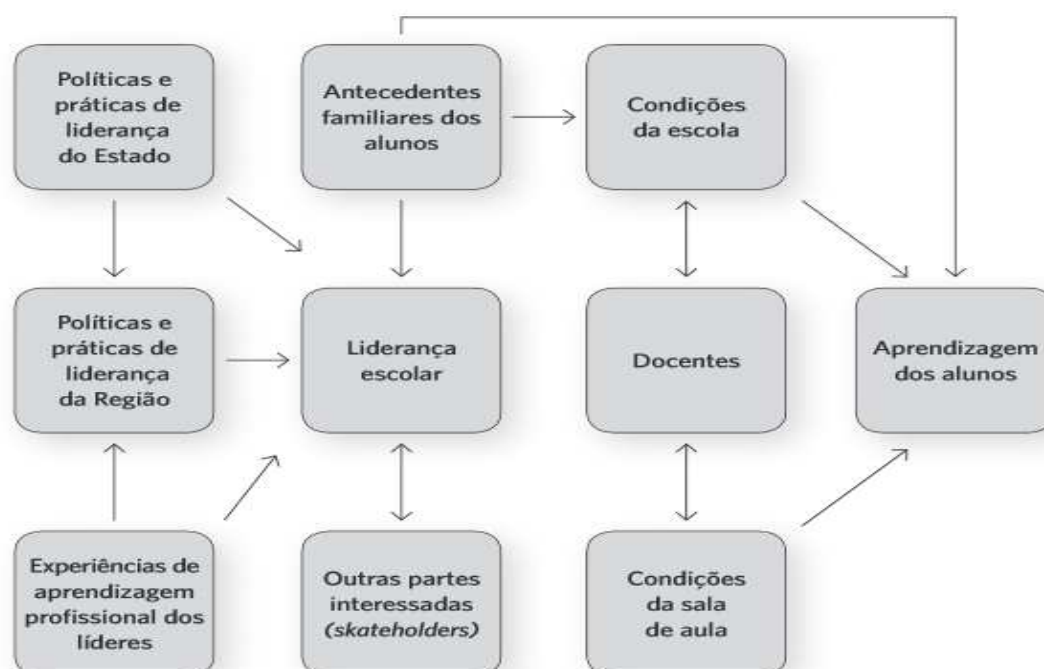 Políticas e
práticas de
liderança
do Estado
Antecedentes
familiares dos
alunos
Condições
da escola
Políticas e
práticas de
liderança
da Região
Liderança
escolar
Docentes
Aprendizagem
dos alunos
Experiências de
aprendizagem
profissional dos
líderes
Outras partes
interessadas
(skateholders)
Condições
da sala
de aula